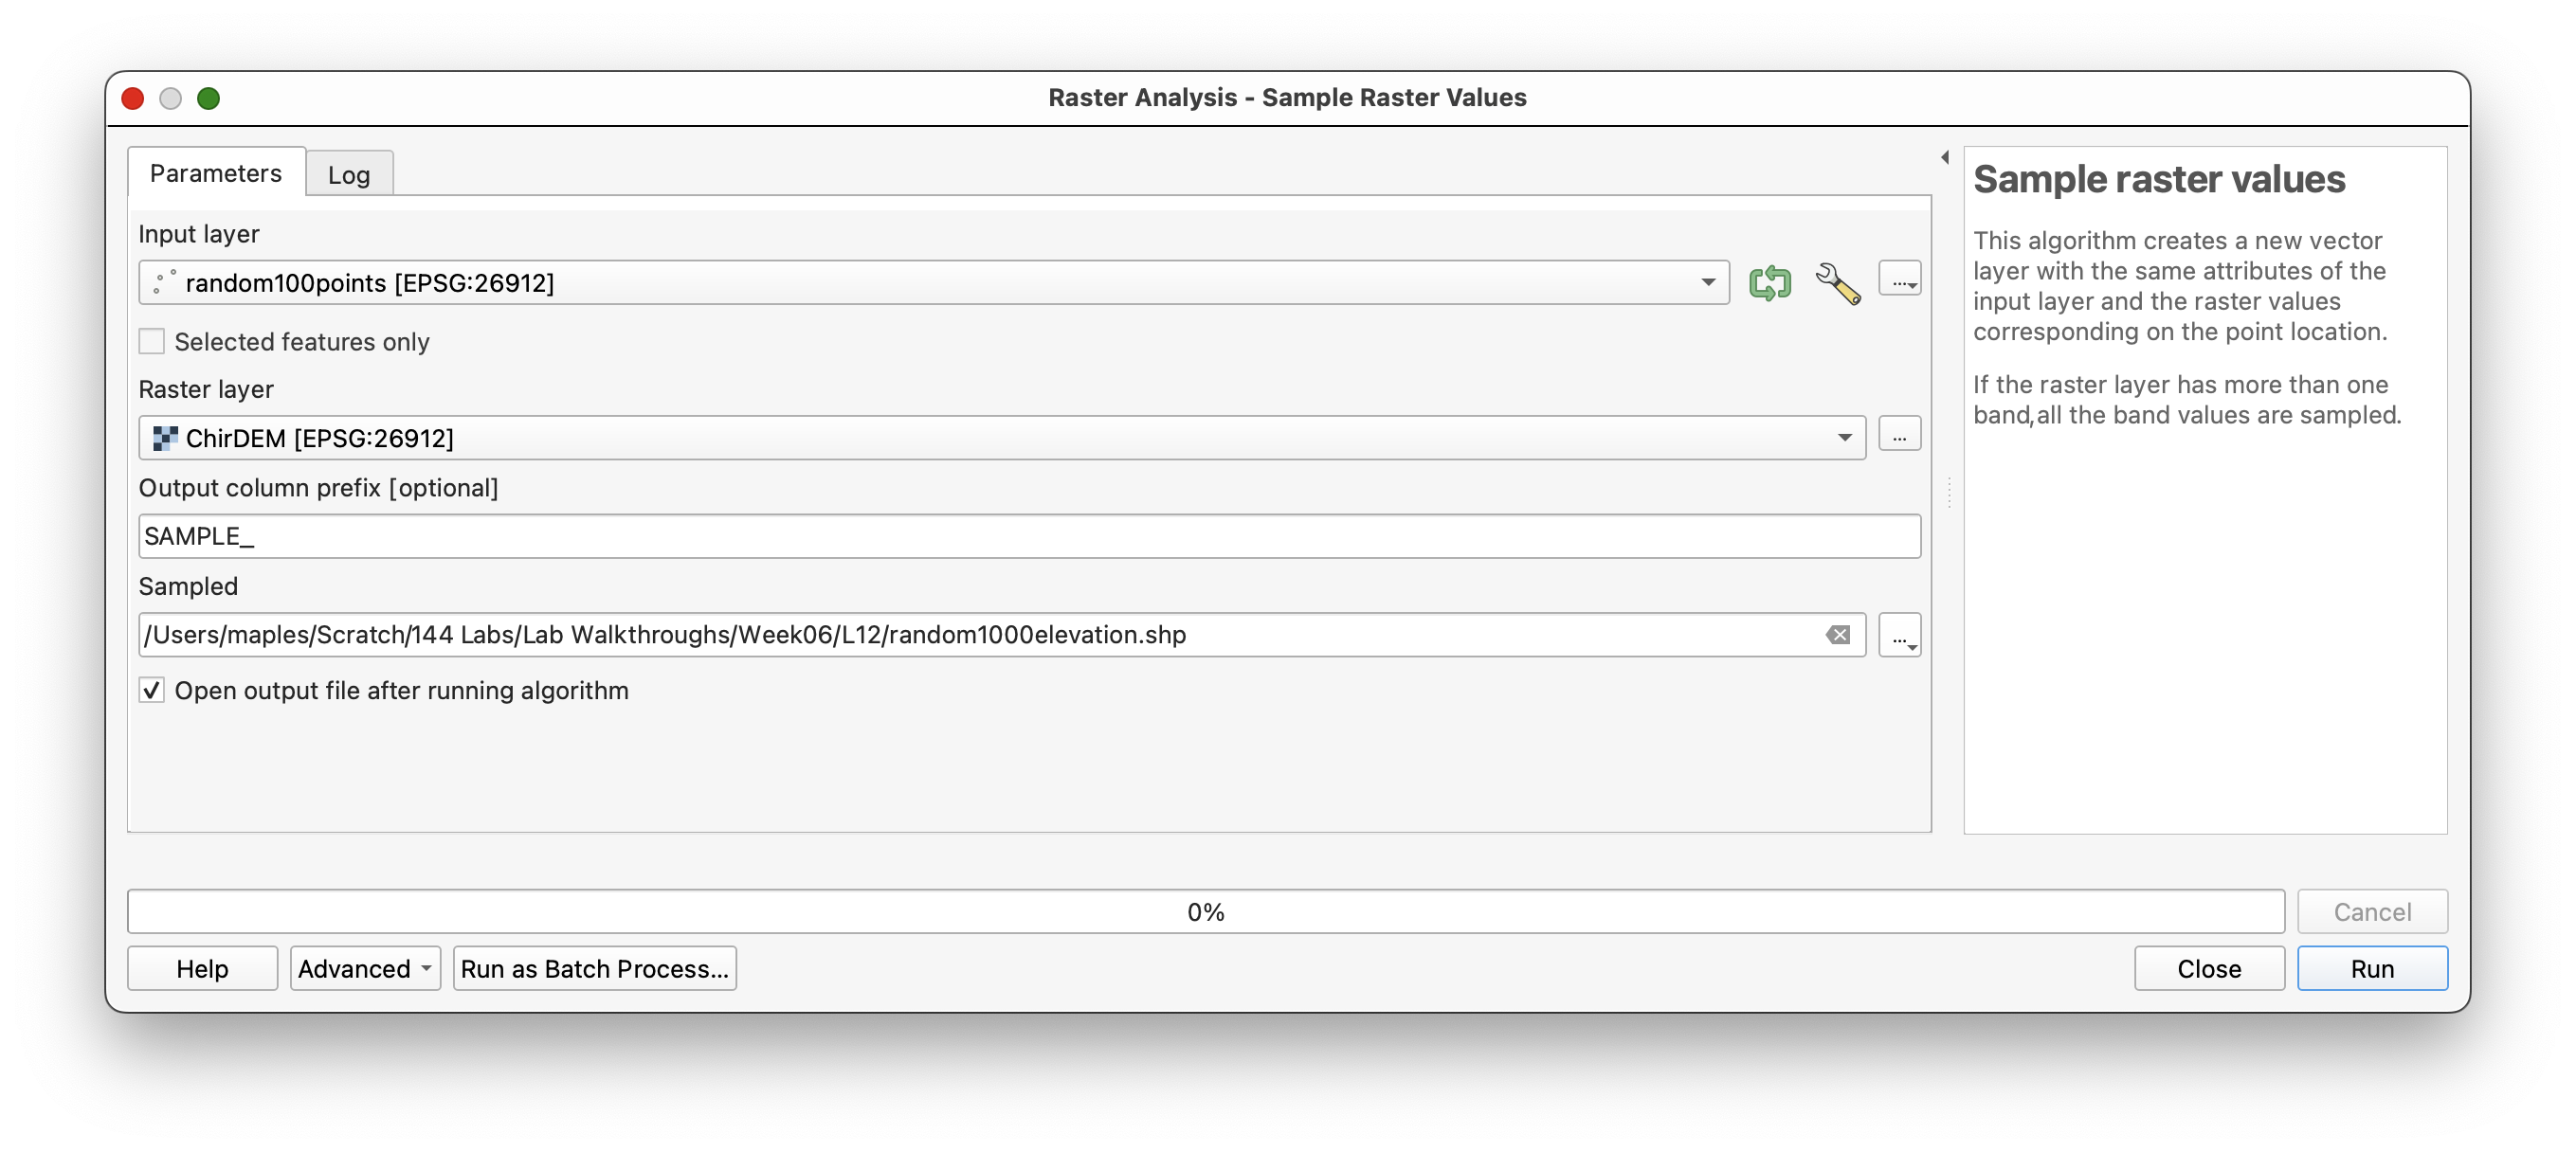 Raster Analysis - Sample Raster Values
Parameters
Log
Input layer
random100points [EPSG:26912]
...
Selected features only
Raster layer
ChirDEM [EPSG:26912]
...
Output column prefix [optional]
SAMPLE_
Sampled
/Users/maples/Scratch/144 Labs/Lab Walkthroughs/Week06/L12/random1000elevation.shp
...
Open output file after running algorithm
Sample raster values
This algorithm creates a new vector
layer with the same attributes of the
input layer and the raster values
corresponding on the point location.
If the raster layer has more than one
band,all the band values are sampled.
0%
Cancel
Help
Advanced
Run as Batch Process...
Close
Run